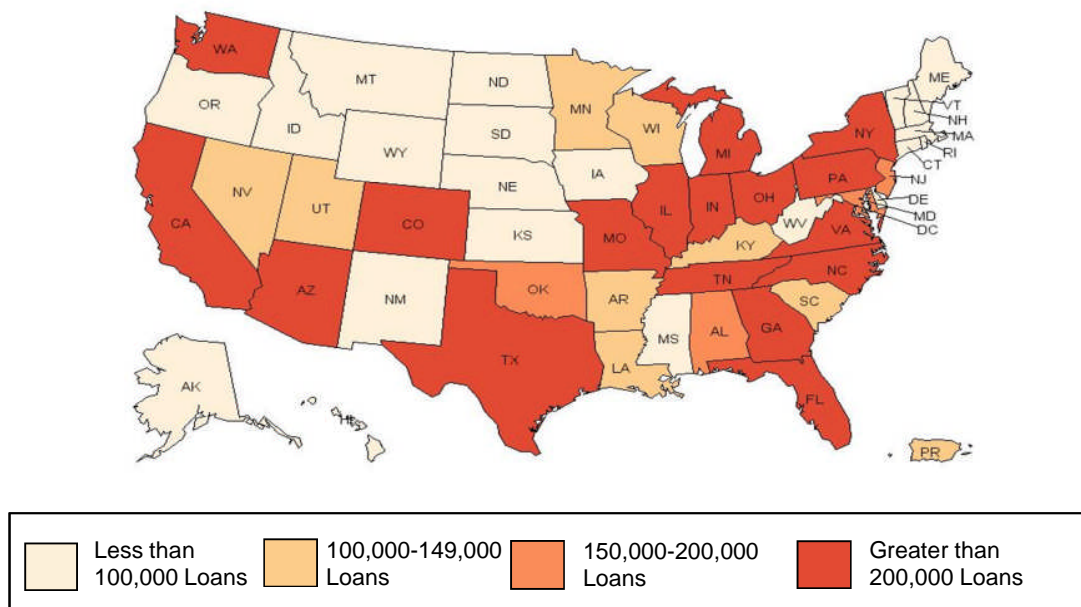 WA
MT
ND
ME
OR
MN
VT
ID
NH
SD
WI
MA
NY
WY
MI
RI
CT
IA
PA
NJ
NE
NV
OH
DE
UT
IL
IN
MD
CA
CO
WV
VA
DC
KS
MO
KY
NC
TN
AZ
NM
OK
AR
SC
MS
AL
GA
TX
LA
AK
FL
HI
PR
Less than
100,000 Loans
100,000-149,000
Loans
150,000-200,000
Loans
Greater than
200,000 Loans